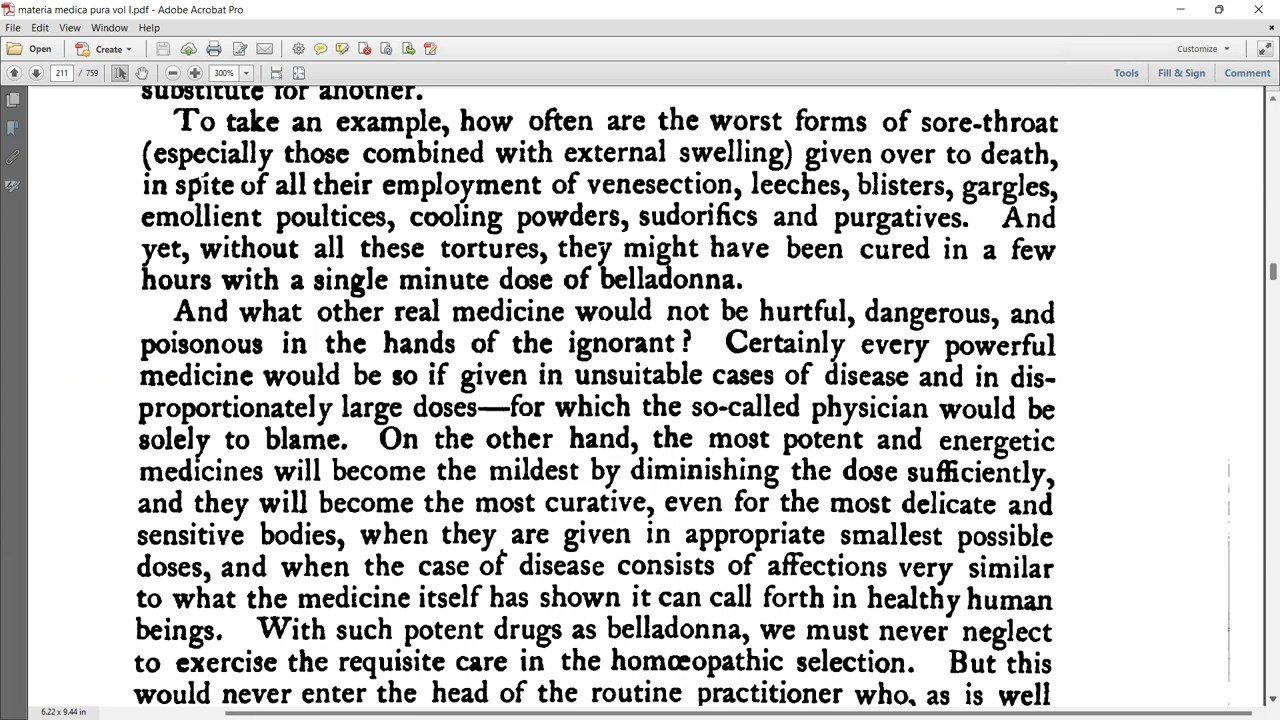 materia medica pura vol I.pdf - Adobe Acrobat Pro
File Edit View Window Help
Open Create Customize
211 / 759 300% Tools Fill & Sign Comment
substitute for another.
To take an example, how often are the worst forms of sore-throat
(especially those combined with external swelling) given over to death,
in spite of all their employment of venesection, leeches, blisters, gargles,
emollient poultices, cooling powders, sudorifics and purgatives. And
yet, without all these tortures, they might have been cured in a few
hours with a single minute dose of belladonna.
And what other real medicine would not be hurtful, dangerous, and
poisonous in the hands of the ignorant? Certainly every powerful
medicine would be so if given in unsuitable cases of disease and in dis-
proportionately large doses—for which the so-called physician would be
solely to blame. On the other hand, the most potent and energetic
medicines will become the mildest by diminishing the dose sufficiently,
and they will become the most curative, even for the most delicate and
sensitive bodies, when they are given in appropriate smallest possible
doses, and when the case of disease consists of affections very similar
to what the medicine itself has shown it can call forth in healthy human
beings. With such potent drugs as belladonna, we must never neglect
to exercise the requisite care in the homœopathic selection. But this
would never enter the head of the routine practitioner who, as is well
6.22 x 9.44 in